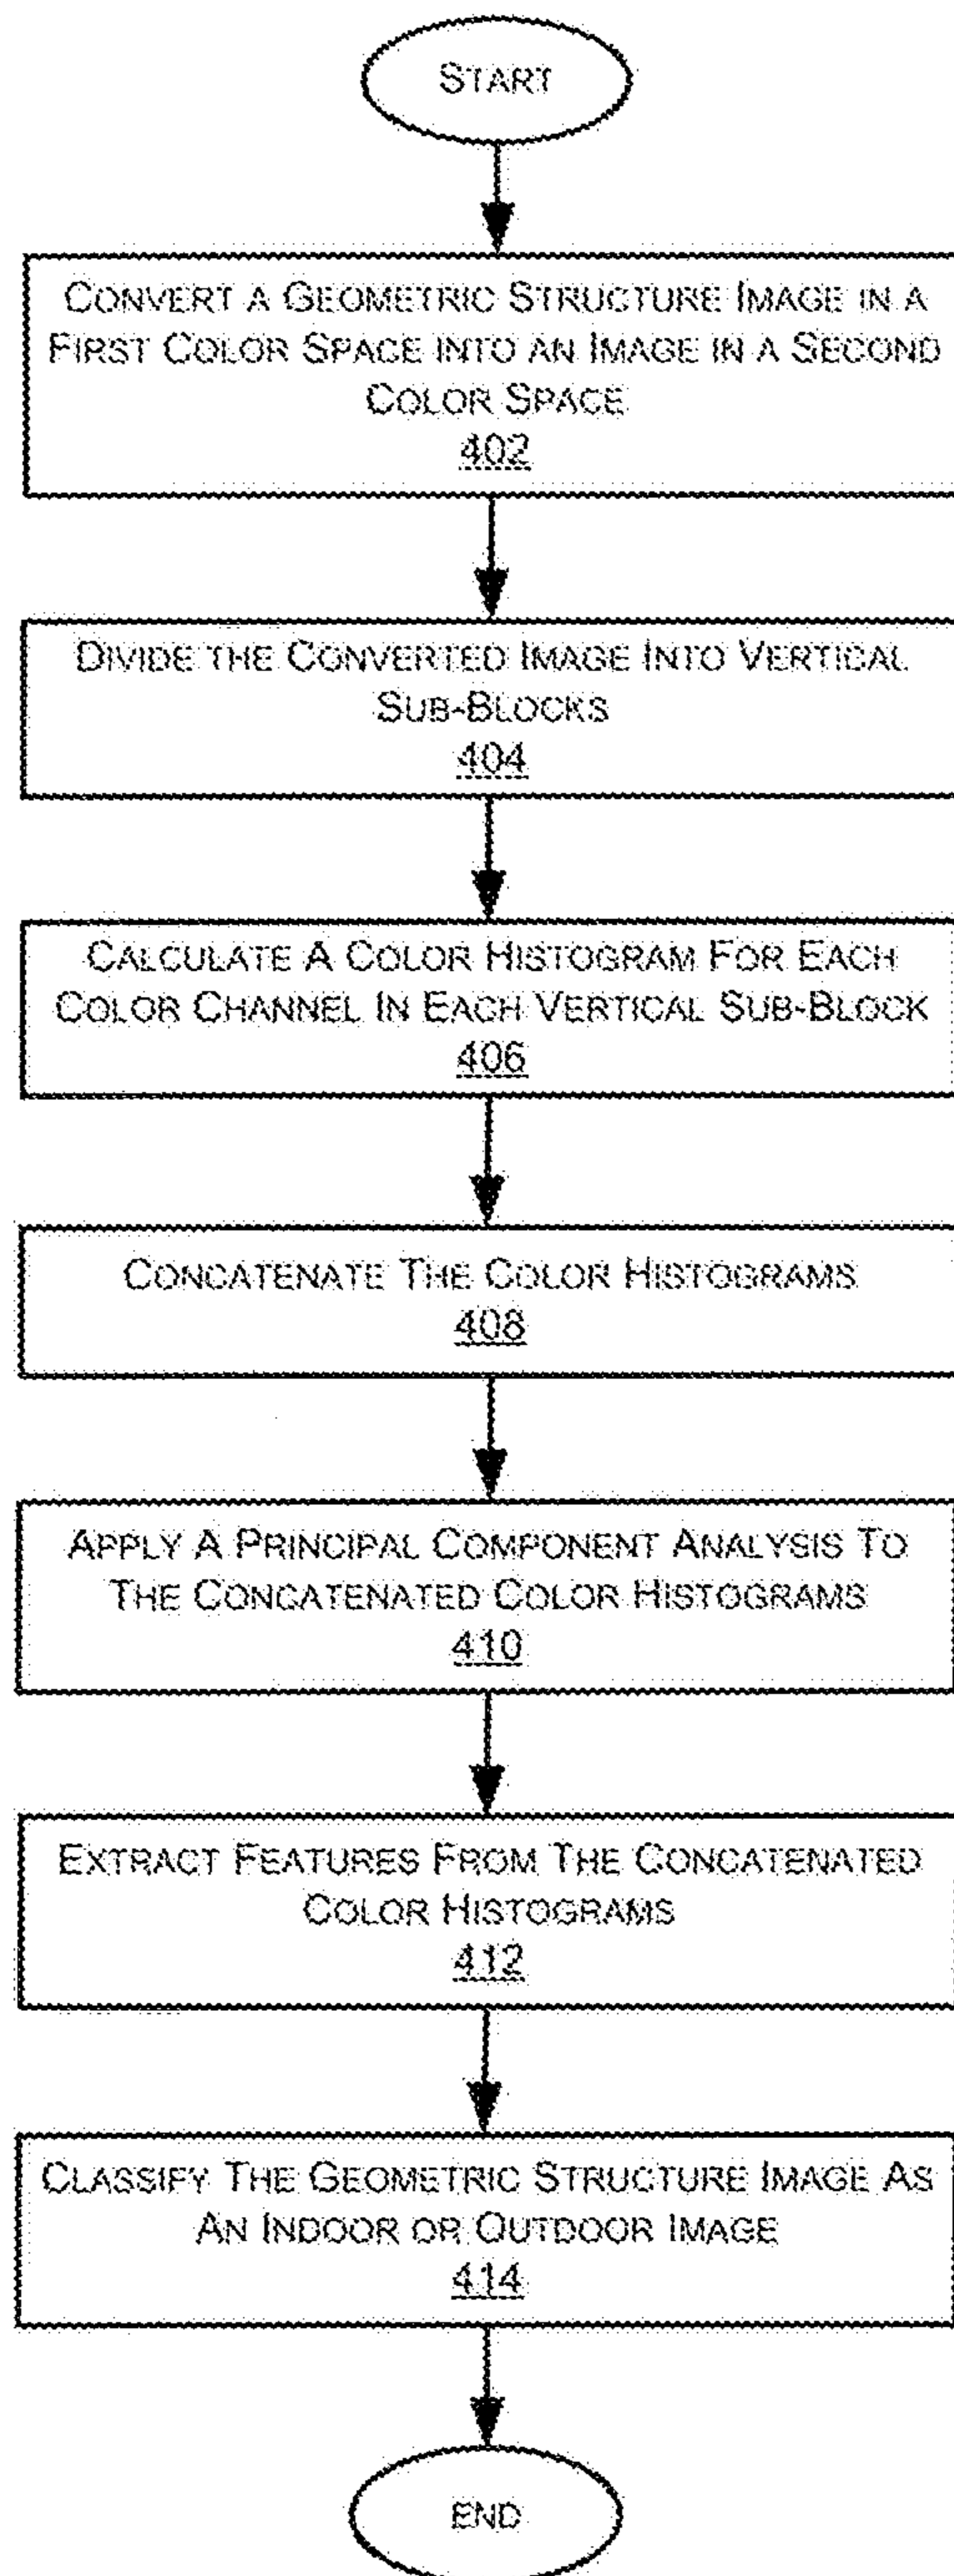 START
CONVERT A GEOMETRIC STRUCTURE IMAGE IN A
FIRST COLOR SPACE INTO AN IMAGE IN A SECOND
COLOR SPACE
402
DIVIDE THE CONVERTED IMAGE INTO VERTICAL
SUB-BLOCKS
404
CALCULATE A COLOR HISTOGRAM FOR EACH
COLOR CHANNEL IN EACH VERTICAL SUB-BLOCK
406
CONCATENATE THE COLOR HISTOGRAMS
408
APPLY A PRINCIPAL COMPONENT ANALYSIS TO
THE CONCATENATED COLOR HISTOGRAMS
410
EXTRACT FEATURES FROM THE CONCATENATED
COLOR HISTOGRAMS
412
CLASSIFY THE GEOMETRIC STRUCTURE IMAGE AS
AN INDOOR OR OUTDOOR IMAGE
414
END